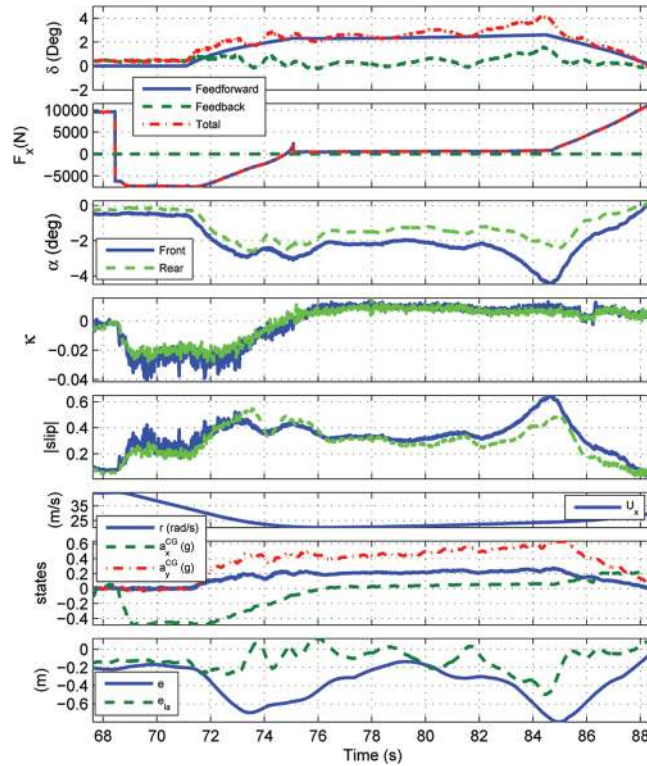 4
2
0
2
δ (Deg)
Feedforward
Feedback
Total
10000
5000
0
−5000
F_x(N)
0
−2
−4
α (deg)
Front
Rear
0
−0.02
−0.04
κ
0.6
0.4
0.2
|slip|
35
25
(m/s)
U_x
r (rad/s)
a_x^CG (g)
a_y^CG (g)
0.6
0.4
0.2
0
−0.2
−0.4
states
0
−0.2
−0.4
−0.6
(m)
e
e_la
68 70 72 74 76 78 80 82 84 86 88
Time (s)